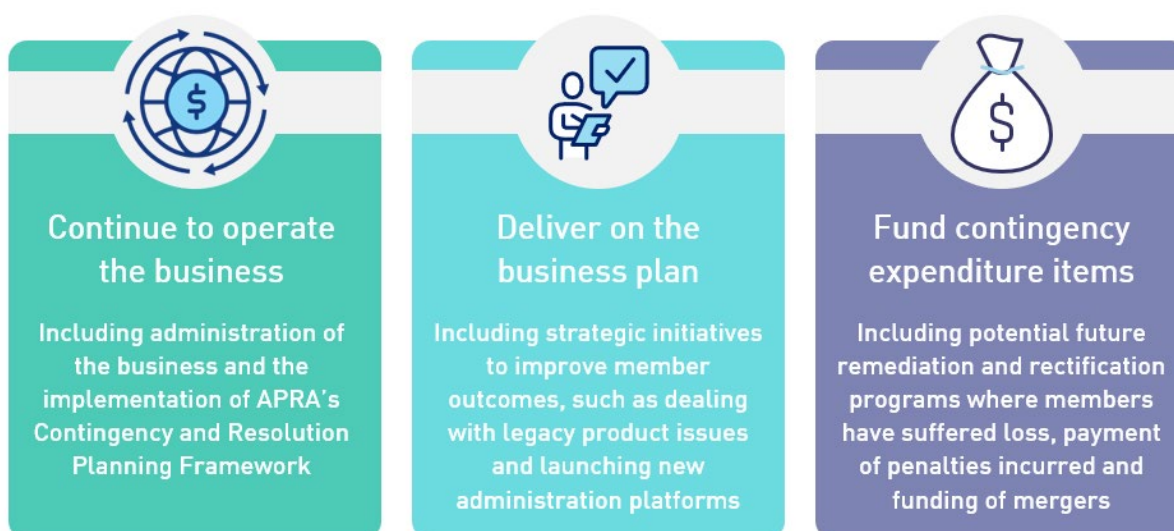 $
Continue to operate
the business
Including administration of
the business and the
implementation of APRA's
Contingency and Resolution
Planning Framework
Deliver on the
business plan
Including strategic initiatives
to improve member
outcomes, such as dealing
with legacy product issues
and launching new
administration platforms
$
Fund contingency
expenditure items
Including potential future
remediation and rectification
programs where members
have suffered loss, payment
of penalties incurred and
funding of mergers